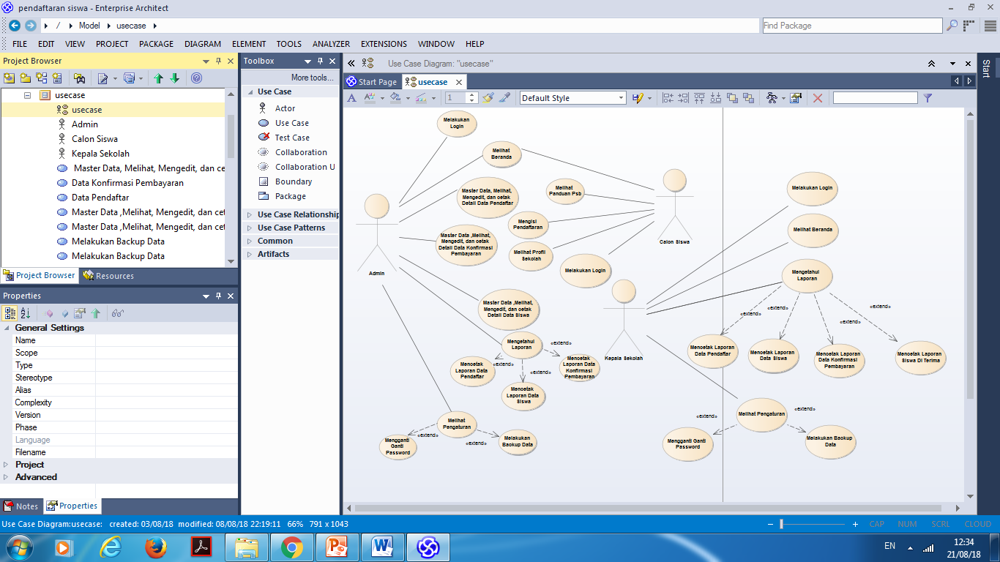 pendaftaran siswa - Enterprise Architect
/ Model usecase
Find Package
FILE EDIT VIEW PROJECT PACKAGE DIAGRAM ELEMENT TOOLS ANALYZER EXTENSIONS WINDOW HELP
Project Browser
usecase
usecase
Admin
Calon Siswa
Kepala Sekolah
Master Data, Melihat, Mengedit, dan ce
Data Konfirmasi Pembayaran
Data Pendaftar
Master Data ,Melihat, Mengedit, dan cet
Master Data ,Melihat, Mengedit, dan cet
Melakukan Backup Data
Melakukan Backup Data
Project Browser
Resources
Properties
General Settings
Name
Scope
Type
Stereotype
Alias
Complexity
Version
Phase
Language
Filename
Project
Advanced
Notes
Properties
Toolbox
More tools...
Use Case
Actor
Use Case
Test Case
Collaboration
Collaboration U
Boundary
Package
Use Case Relationship
Use Case Patterns
Common
Artifacts
Use Case Diagram: "usecase"
Start Page
usecase
1
Default Style
Start
Melakukan
Login
Melihat
Beranda
Master Data, Melihat,
Mengedit, dan cetak
Detail Data Pendaftar
Melihat
Panduan Psb
Mengisi
Pendaftaran
Master Data ,Melihat,
Mengedit, dan cetak
Detail Data Konfirmasi
Pembayaran
Melihat Profil
Sekolah
Melakukan Login
Admin
Calon Siswa
Melakukan Login
Melihat Beranda
Mengetahui
Laporan
Master Data ,Melihat,
Mengedit, dan cetak
Detail Data Siswa
«extend»
«extend»
«extend»
«extend»
Mengetahui
Laporan
«extend»
«extend»
«extend»
Mencetak
Laporan Data
Pendaftar
Mencetak
Laporan Data
Konfirmasi
Pembayaran
Mencetak
Laporan Data
Siswa
Kepala Sekolah
Mencetak Laporan
Data Pendaftar
Mencetak Laporan
Data Siswa
Mencetak Laporan
Data Konfirmasi
Pembayaran
Mencetak Laporan
Siswa Di Terima
Melihat
Pengaturan
«extend»
«extend»
Mengganti
Ganti
Password
Melakukan
Backup Data
Melihat Pengaturan
«extend»
«extend»
Mengganti Ganti
Password
Melakukan Backup
Data
Use Case Diagram:usecase: created: 03/08/18 modified: 08/08/18 22:19:11 66% 791 x 1043
CAP NUM SCRL CLOUD
EN
12:34
21/08/18